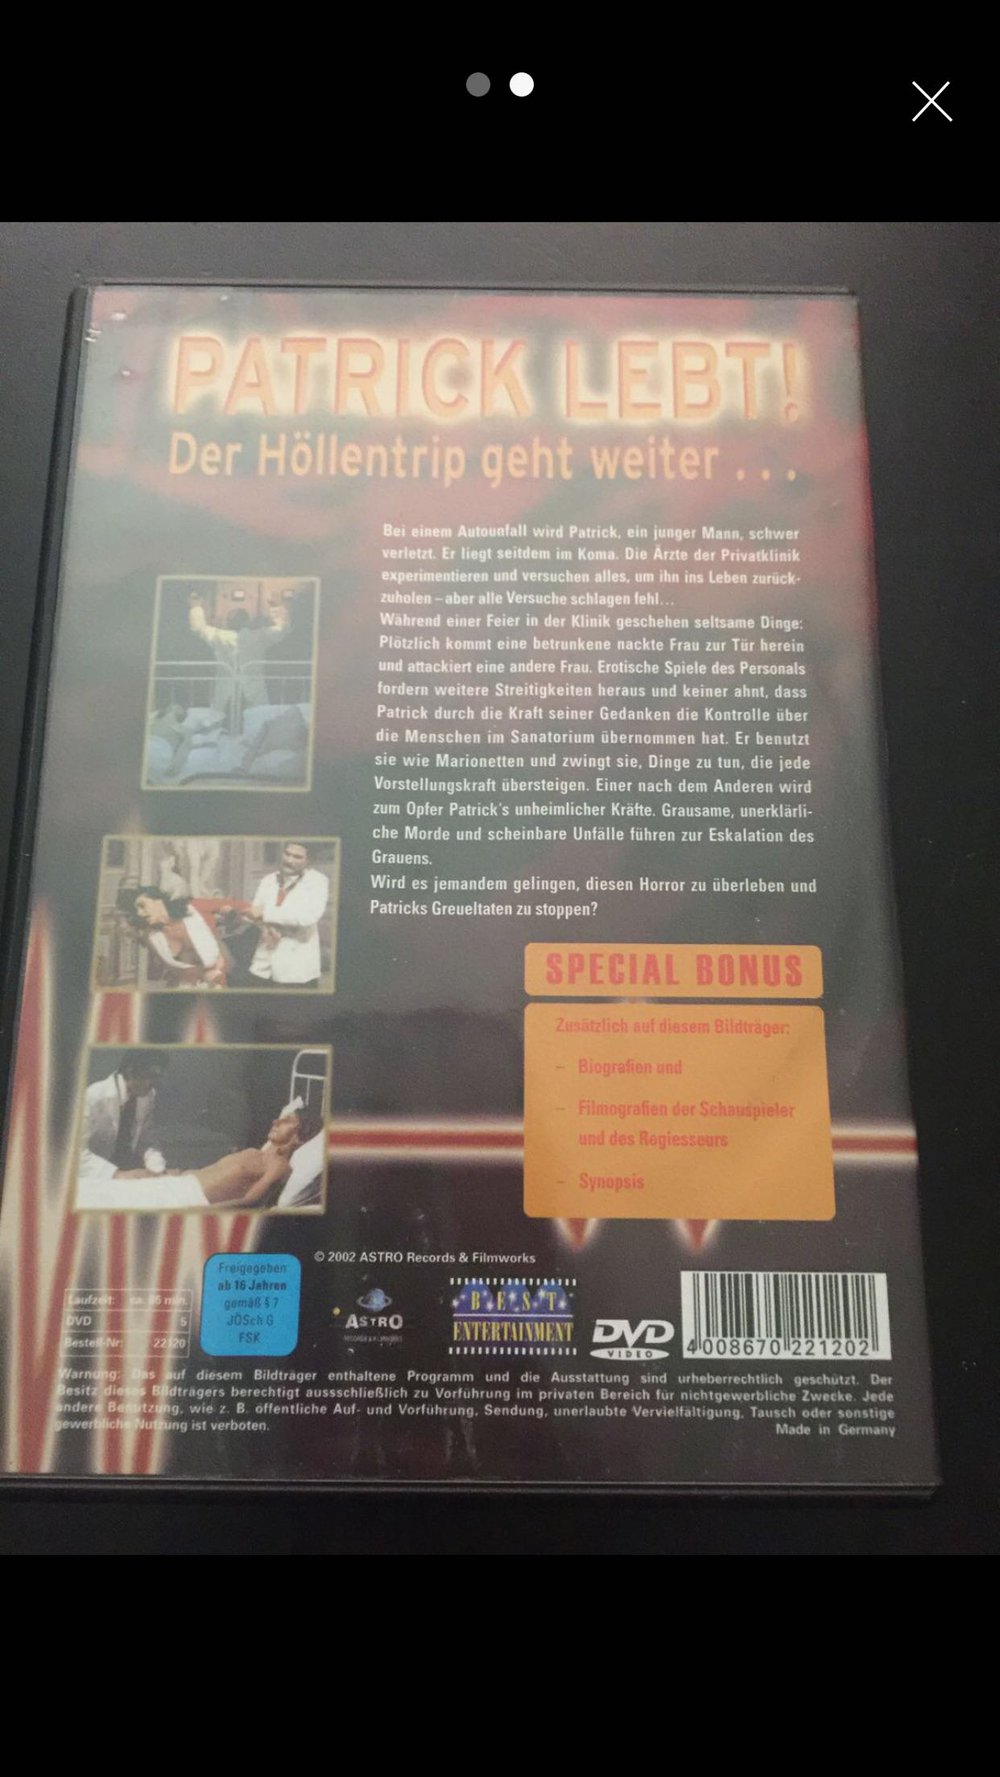 PATRICK LEBT!
Der Höllentrip geht weiter . . .
Bei einem Autounfall wird Patrick, ein junger Mann, schwer
verletzt. Er liegt seitdem im Koma. Die Ärzte der Privatklinik
experimentieren und versuchen alles, um ihn ins Leben zurück-
zuholen – aber alle Versuche schlagen fehl...
Während einer Feier in der Klinik geschehen seltsame Dinge:
Plötzlich kommt eine betrunkene nackte Frau zur Tür herein
und attackiert eine andere Frau. Erotische Spiele des Personals
fordern weitere Streitigkeiten heraus und keiner ahnt, dass
Patrick durch die Kraft seiner Gedanken die Kontrolle über
die Menschen im Sanatorium übernommen hat. Er benutzt
sie wie Marionetten und zwingt sie, Dinge zu tun, die jede
Vorstellungskraft übersteigen. Einer nach dem Anderen wird
zum Opfer Patrick's unheimlicher Kräfte. Grausame, unerklärli-
che Morde und scheinbare Unfälle führen zur Eskalation des
Grauens.
Wird es jemandem gelingen, diesen Horror zu überleben und
Patricks Greueltaten zu stoppen?
SPECIAL BONUS
Zusätzlich auf diesem Bildträger:
– Biografien und
– Filmografien der Schauspieler
und des Regiesseurs
– Synopsis
© 2002 ASTRO Records & Filmworks
Laufzeit: ca. 85 min.
DVD 5
Bestell-Nr: 22120
Freigegeben
ab 16 Jahren
gemäß § 7
JÖSch G
FSK
ASTRO
RECORDS & FILMWORKS
B.E.S.T.
ENTERTAINMENT
DVD
VIDEO
4 008670 221202
Warnung: Das auf diesem Bildträger enthaltene Programm und die Ausstattung sind urheberrechtlich geschützt. Der
Besitz dieses Bildträgers berechtigt aussschließlich zu Vorführung im privaten Bereich für nichtgewerbliche Zwecke. Jede
andere Benutzung, wie z. B. öffentliche Auf- und Vorführung, Sendung, unerlaubte Vervielfältigung, Tausch oder sonstige
gewerbliche Nutzung ist verboten.
Made in Germany